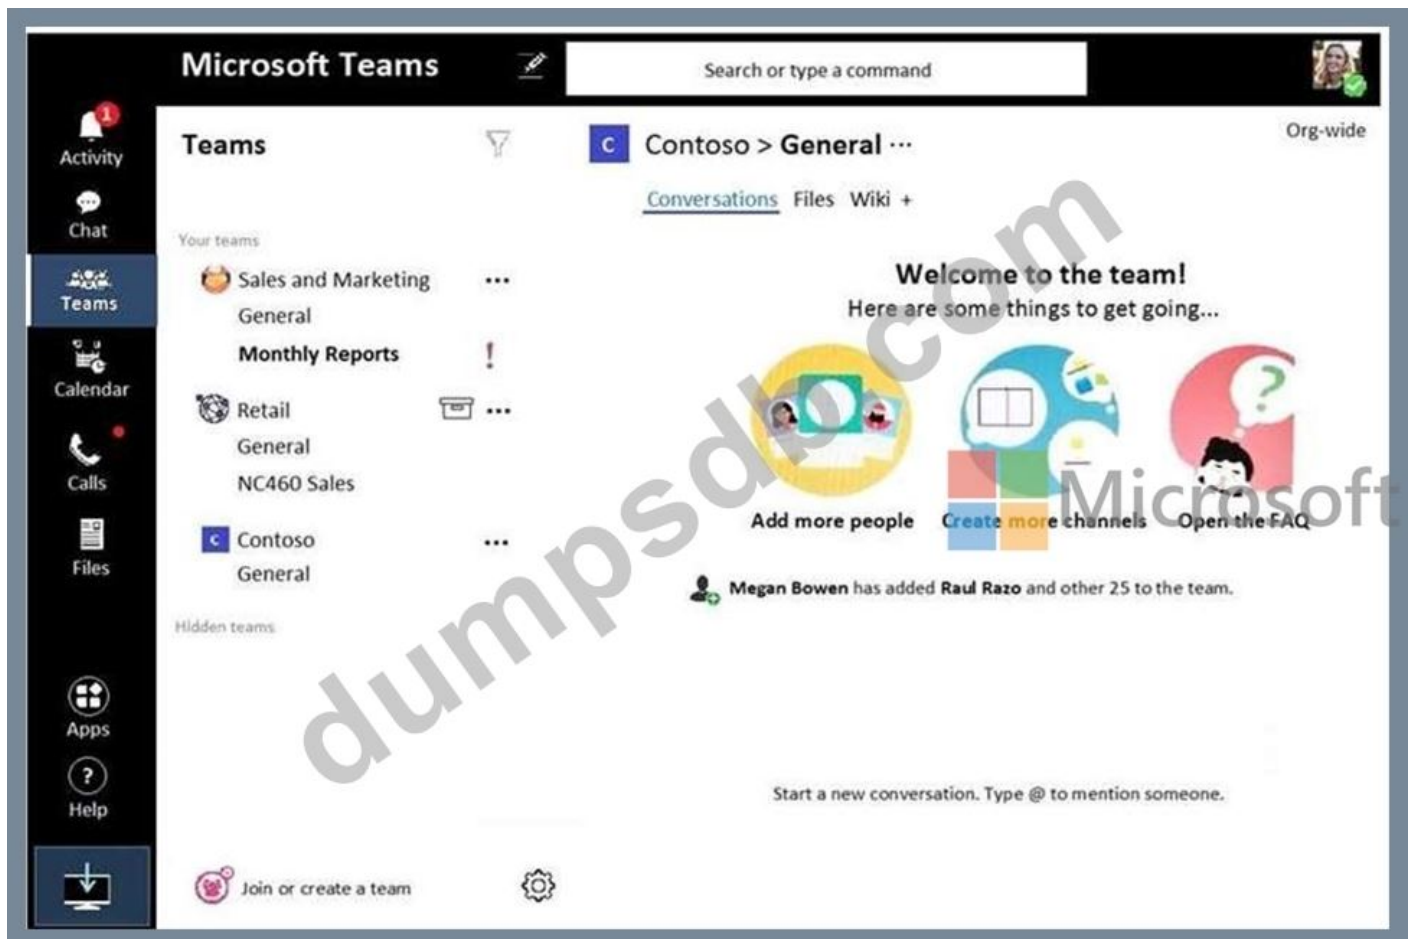 Microsoft Teams
Search or type a command
1
Activity
Chat
Teams
Calendar
Calls
Files
Apps
Help
Teams
Your teams
Sales and Marketing ...
General
Monthly Reports !
Retail ...
General
NC460 Sales
C Contoso ...
General
Hidden teams
Join or create a team
C Contoso > General ...
Org-wide
Conversations Files Wiki +
Welcome to the team!
Here are some things to get going...
Add more people Create more channels Open the FAQ
Megan Bowen has added Raul Razo and other 25 to the team.
Start a new conversation. Type @ to mention someone.
dumpsdb.com
Microsoft